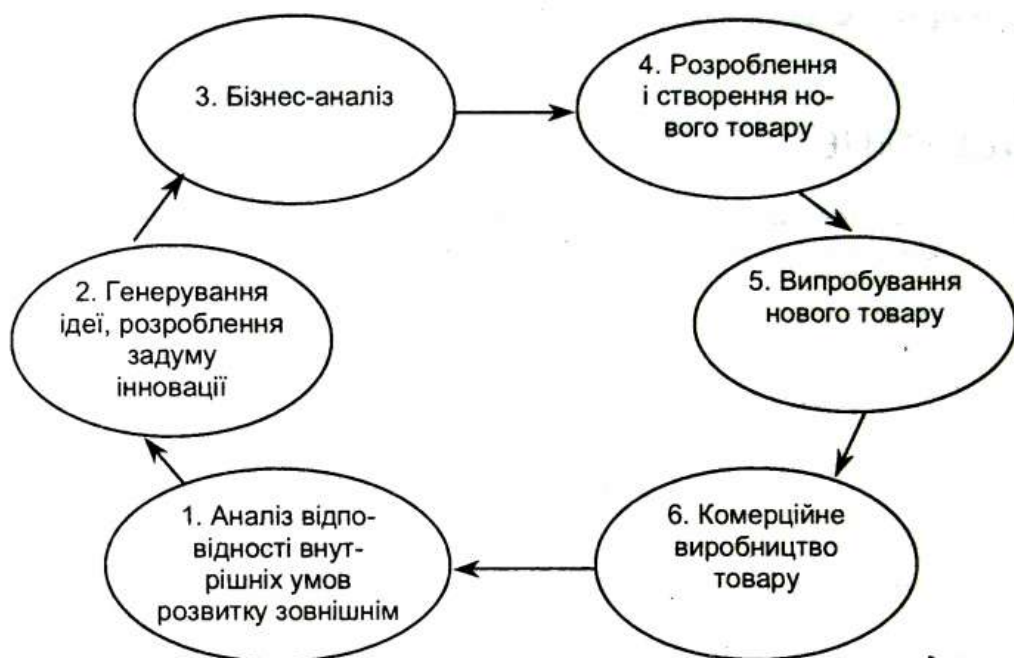 3. Бізнес-аналіз
4. Розроблення
і створення но-
вого товару
2. Генерування
ідеї, розроблення
задуму
інновації
5. Випробування
нового товару
1. Аналіз відпо-
відності внут-
рішніх умов
розвитку зовнішнім
6. Комерційне
виробництво
товару